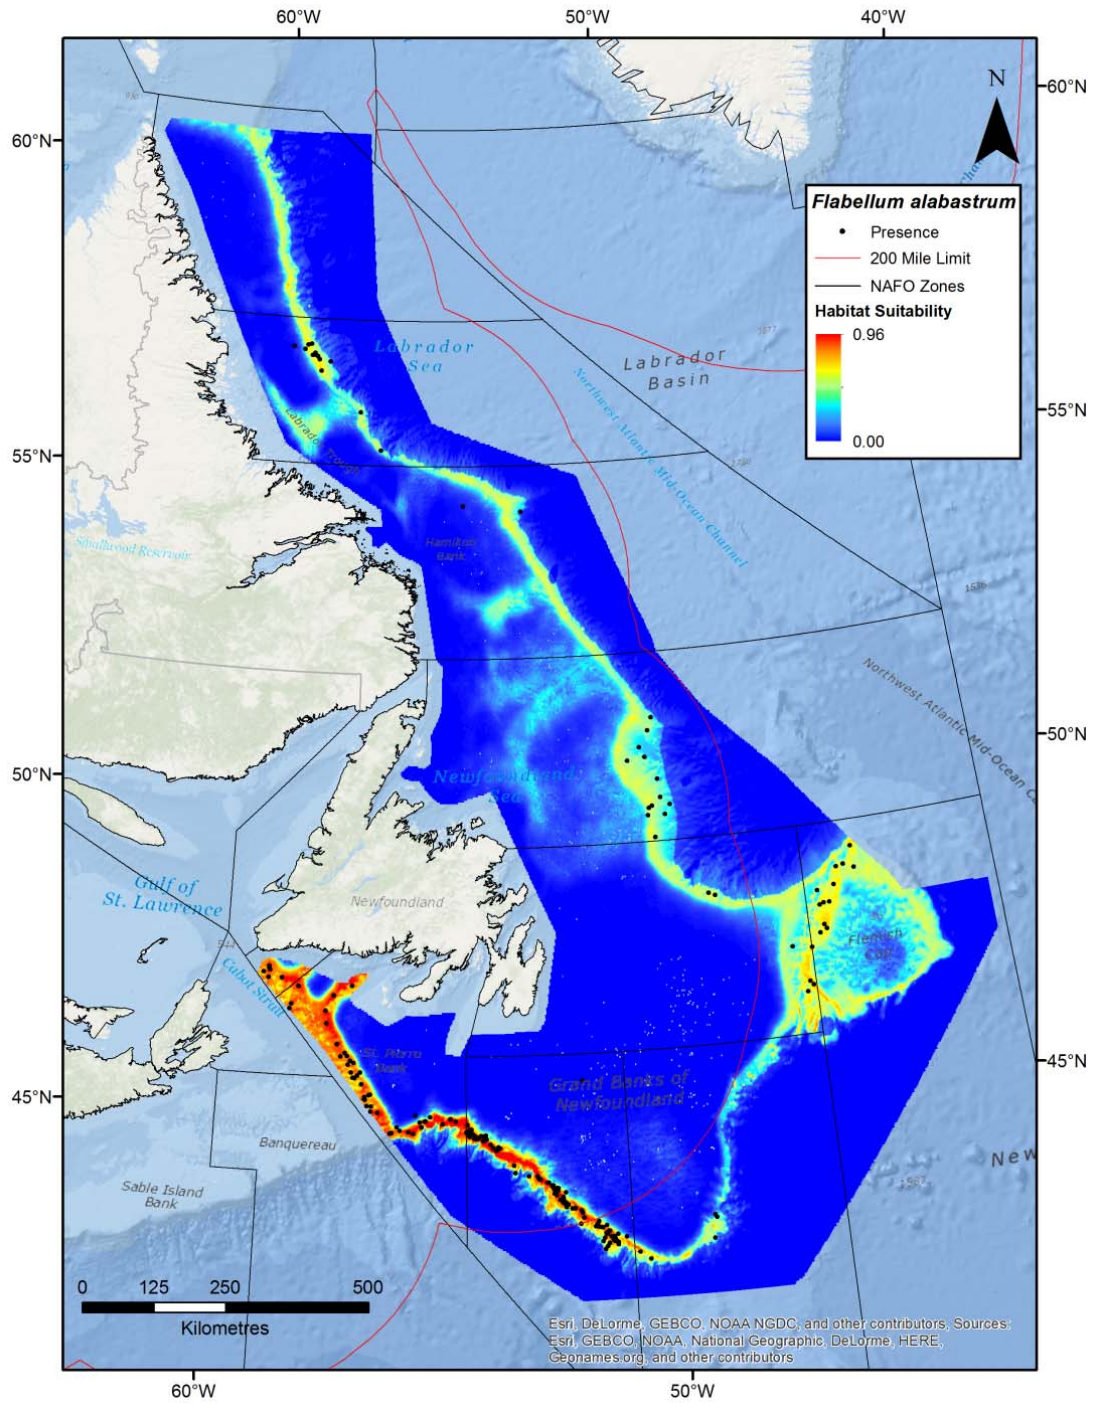 60°W 50°W 40°W
60°N
60°N
N
Flabellum alabastrum
Presence
200 Mile Limit
NAFO Zones
Habitat Suitability
0.96
0.00
Labrador
Sea
Labrador
Basin
Northwest Atlantic Mid-Ocean Channel
55°N
55°N
Hamilton
Bank
Smallwood Reservoir
Northwest Atlantic Mid-Ocean
50°N
50°N
Newfoundland
Sea
Gulf of
St. Lawrence
Newfoundland
Flemish
Cap
Cabot Strait
St. Pierre
Bank
45°N
45°N
Grand Banks of
Newfoundland
Banquereau
New
Sable Island
Bank
0 125 250 500
Kilometres
Esri, DeLorme, GEBCO, NOAA NGDC, and other contributors, Sources:
Esri, GEBCO, NOAA, National Geographic, DeLorme, HERE,
Geonames.org, and other contributors
60°W 50°W